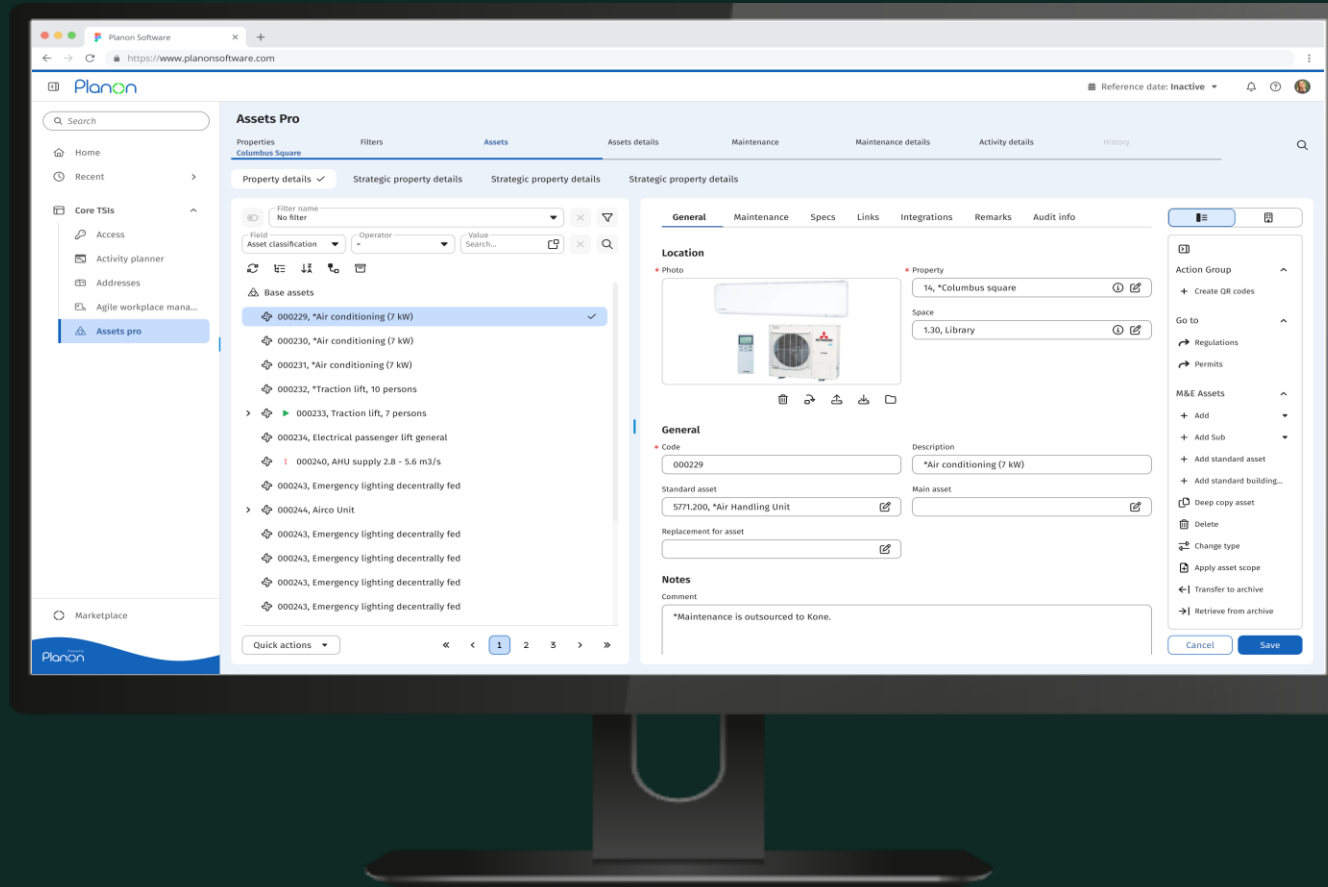 Planon Software
https://www.planonsoftware.com
Planon
Reference date: Inactive
Search
Home
Recent
Core TSIs
Access
Activity planner
Addresses
Agile workplace mana...
Assets pro
Marketplace
Planon
Assets Pro
Properties
Columbus Square
Filters
Assets
Assets details
Maintenance
Maintenance details
Activity details
History
Property details
Strategic property details
Strategic property details
Strategic property details
Filter name
No filter
Field
Asset classification
Operator
-
Value
Search...
Base assets
000229, *Air conditioning (7 kW)
000230, *Air conditioning (7 kW)
000231, *Air conditioning (7 kW)
000232, *Traction lift, 10 persons
000233, Traction lift, 7 persons
000234, Electrical passenger lift general
! 000240, AHU supply 2.8 - 5.6 m3/s
000243, Emergency lighting decentrally fed
000244, Airco Unit
000243, Emergency lighting decentrally fed
000243, Emergency lighting decentrally fed
000243, Emergency lighting decentrally fed
000243, Emergency lighting decentrally fed
Quick actions
« < 1 2 3 > »
General
Maintenance
Specs
Links
Integrations
Remarks
Audit info
Location
* Photo
* Property
14, *Columbus square
Space
1.30, Library
General
* Code
000229
Description
*Air conditioning (7 kW)
Standard asset
5771.200, *Air Handling Unit
Main asset
Replacement for asset
Notes
Comment
*Maintenance is outsourced to Kone.
Action Group
+ Create QR codes
Go to
Regulations
Permits
M&E Assets
+ Add
+ Add Sub
+ Add standard asset
+ Add standard building...
Deep copy asset
Delete
Change type
Apply asset scope
Transfer to archive
Retrieve from archive
Cancel
Save